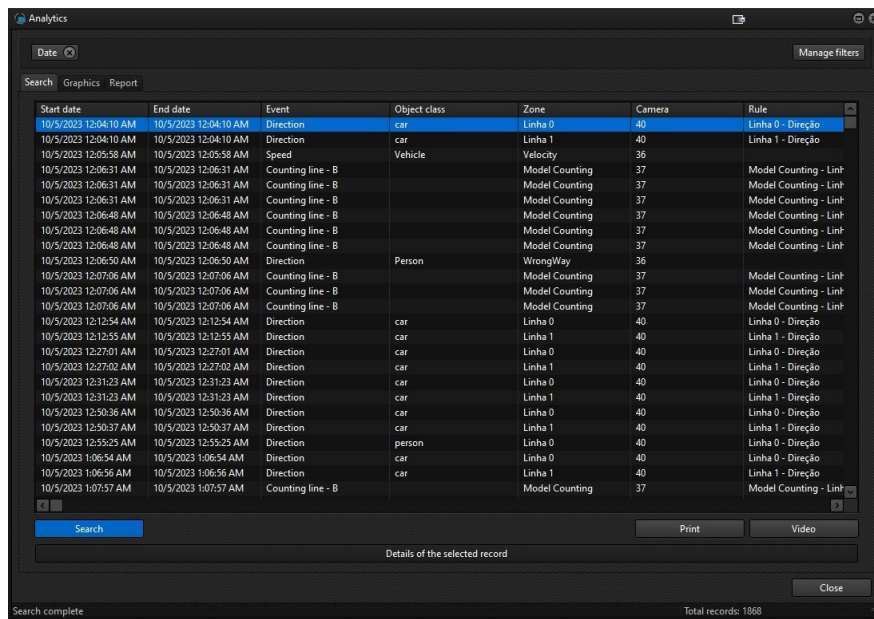 Analytics
Date
Manage filters
Search Graphics Report
Start date End date Event Object class Zone Camera Rule
10/5/2023 12:04:10 AM 10/5/2023 12:04:10 AM Direction car Linha 0 40 Linha 0 - Direção
10/5/2023 12:04:10 AM 10/5/2023 12:04:10 AM Direction car Linha 1 40 Linha 1 - Direção
10/5/2023 12:05:58 AM 10/5/2023 12:05:58 AM Speed Vehicle Velocity 36
10/5/2023 12:06:31 AM 10/5/2023 12:06:31 AM Counting line - B Model Counting 37 Model Counting - Linh
10/5/2023 12:06:31 AM 10/5/2023 12:06:31 AM Counting line - B Model Counting 37 Model Counting - Linh
10/5/2023 12:06:31 AM 10/5/2023 12:06:31 AM Counting line - B Model Counting 37 Model Counting - Linh
10/5/2023 12:06:48 AM 10/5/2023 12:06:48 AM Counting line - B Model Counting 37 Model Counting - Linh
10/5/2023 12:06:48 AM 10/5/2023 12:06:48 AM Counting line - B Model Counting 37 Model Counting - Linh
10/5/2023 12:06:48 AM 10/5/2023 12:06:48 AM Counting line - B Model Counting 37 Model Counting - Linh
10/5/2023 12:06:50 AM 10/5/2023 12:06:50 AM Direction Person WrongWay 36
10/5/2023 12:07:06 AM 10/5/2023 12:07:06 AM Counting line - B Model Counting 37 Model Counting - Linh
10/5/2023 12:07:06 AM 10/5/2023 12:07:06 AM Counting line - B Model Counting 37 Model Counting - Linh
10/5/2023 12:07:06 AM 10/5/2023 12:07:06 AM Counting line - B Model Counting 37 Model Counting - Linh
10/5/2023 12:12:54 AM 10/5/2023 12:12:54 AM Direction car Linha 0 40 Linha 0 - Direção
10/5/2023 12:12:55 AM 10/5/2023 12:12:55 AM Direction car Linha 1 40 Linha 1 - Direção
10/5/2023 12:27:01 AM 10/5/2023 12:27:01 AM Direction car Linha 0 40 Linha 0 - Direção
10/5/2023 12:27:02 AM 10/5/2023 12:27:02 AM Direction car Linha 1 40 Linha 1 - Direção
10/5/2023 12:31:23 AM 10/5/2023 12:31:23 AM Direction car Linha 0 40 Linha 0 - Direção
10/5/2023 12:31:23 AM 10/5/2023 12:31:23 AM Direction car Linha 1 40 Linha 1 - Direção
10/5/2023 12:50:36 AM 10/5/2023 12:50:36 AM Direction car Linha 0 40 Linha 0 - Direção
10/5/2023 12:50:37 AM 10/5/2023 12:50:37 AM Direction car Linha 1 40 Linha 1 - Direção
10/5/2023 12:55:25 AM 10/5/2023 12:55:25 AM Direction person Linha 0 40 Linha 0 - Direção
10/5/2023 1:06:54 AM 10/5/2023 1:06:54 AM Direction car Linha 0 40 Linha 0 - Direção
10/5/2023 1:06:56 AM 10/5/2023 1:06:56 AM Direction car Linha 1 40 Linha 1 - Direção
10/5/2023 1:07:57 AM 10/5/2023 1:07:57 AM Counting line - B Model Counting 37 Model Counting - Linh
Search Print Video
Details of the selected record
Close
Search complete Total records: 1868